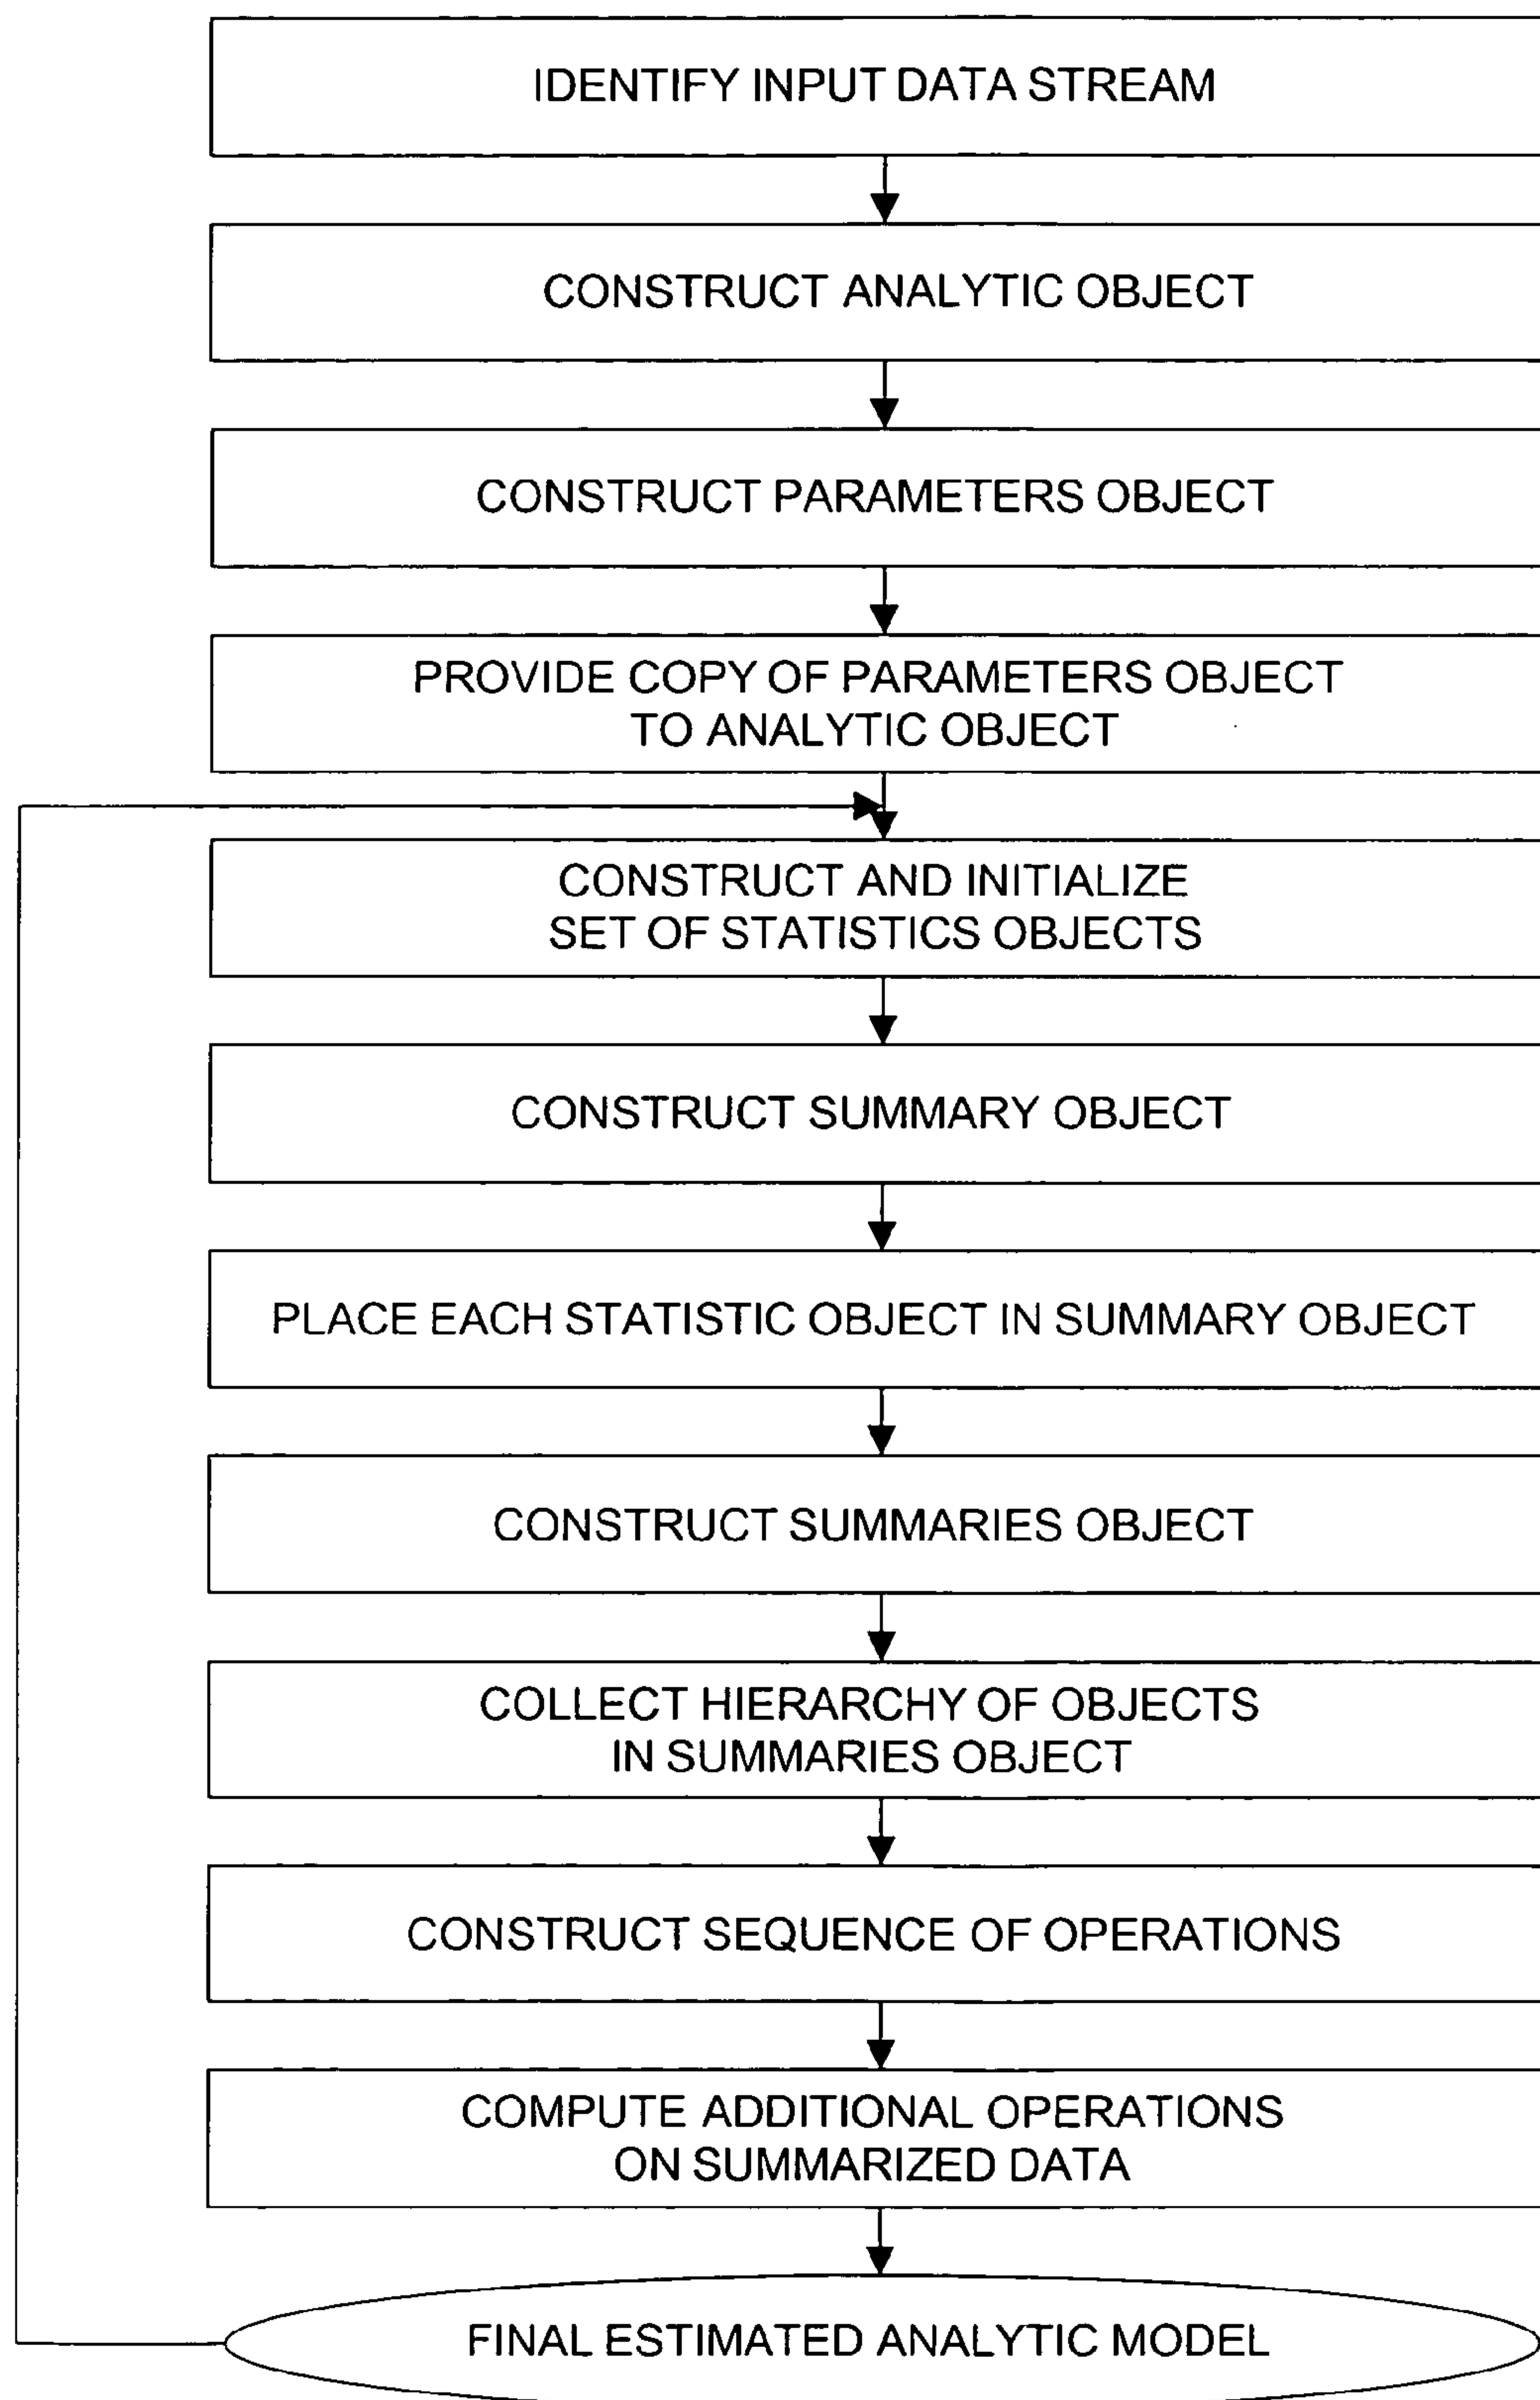 IDENTIFY INPUT DATA STREAM
CONSTRUCT ANALYTIC OBJECT
CONSTRUCT PARAMETERS OBJECT
PROVIDE COPY OF PARAMETERS OBJECT
TO ANALYTIC OBJECT
CONSTRUCT AND INITIALIZE
SET OF STATISTICS OBJECTS
CONSTRUCT SUMMARY OBJECT
PLACE EACH STATISTIC OBJECT IN SUMMARY OBJECT
CONSTRUCT SUMMARIES OBJECT
COLLECT HIERARCHY OF OBJECTS
IN SUMMARIES OBJECT
CONSTRUCT SEQUENCE OF OPERATIONS
COMPUTE ADDITIONAL OPERATIONS
ON SUMMARIZED DATA
FINAL ESTIMATED ANALYTIC MODEL